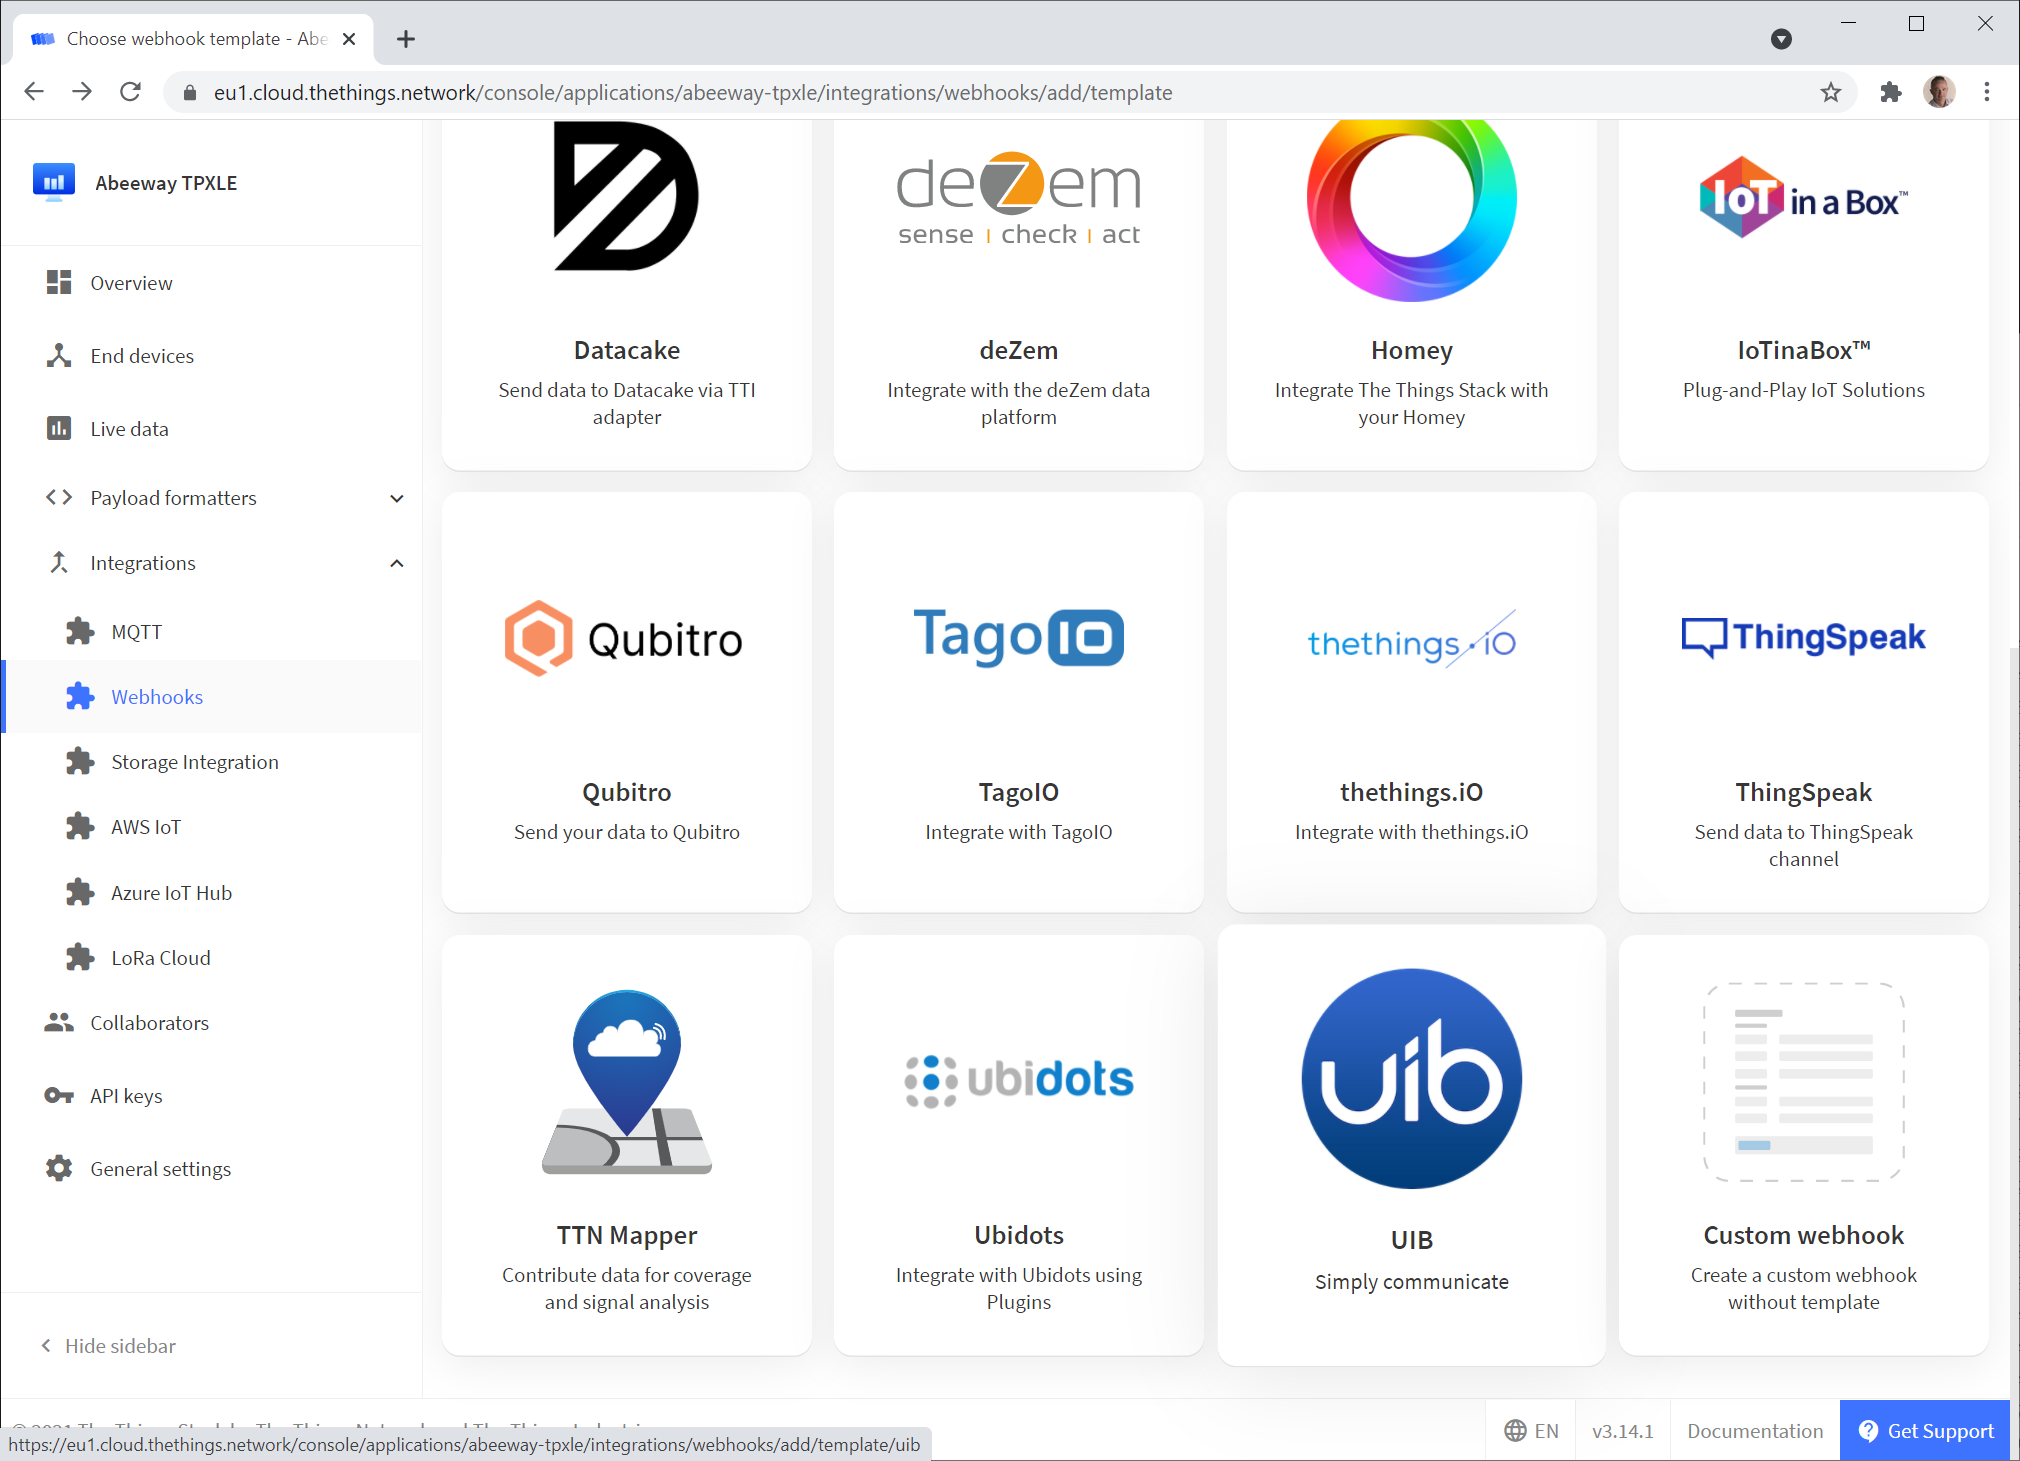 Choose webhook template - Abe
eu1.cloud.thethings.network/console/applications/abeeway-tpxle/integrations/webhooks/add/template
Abeeway TPXLE
Overview
End devices
Live data
Payload formatters
Integrations
MQTT
Webhooks
Storage Integration
AWS IoT
Azure IoT Hub
LoRa Cloud
Collaborators
API keys
General settings
Hide sidebar
deZem
sense | check | act
IoT in a Box™
Datacake
Send data to Datacake via TTI
adapter
deZem
Integrate with the deZem data
platform
Homey
Integrate The Things Stack with
your Homey
IoTinaBox™
Plug-and-Play IoT Solutions
Qubitro
TagoIO
thethings.iO
ThingSpeak
Qubitro
Send your data to Qubitro
TagoIO
Integrate with TagoIO
thethings.iO
Integrate with thethings.iO
ThingSpeak
Send data to ThingSpeak
channel
ubidots
uib
TTN Mapper
Contribute data for coverage
and signal analysis
Ubidots
Integrate with Ubidots using
Plugins
UIB
Simply communicate
Custom webhook
Create a custom webhook
without template
https://eu1.cloud.thethings.network/console/applications/abeeway-tpxle/integrations/webhooks/add/template/uib
EN
v3.14.1
Documentation
Get Support